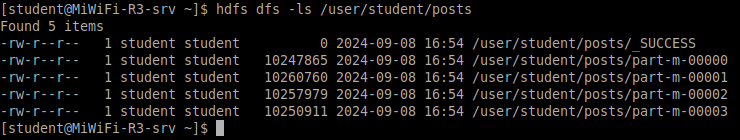 [student@MiWiFi-R3-srv ~]$ hdfs dfs -ls /user/student/posts
Found 5 items
-rw-r--r--   1 student student          0 2024-09-08 16:54 /user/student/posts/_SUCCESS
-rw-r--r--   1 student student   10247865 2024-09-08 16:54 /user/student/posts/part-m-00000
-rw-r--r--   1 student student   10260760 2024-09-08 16:54 /user/student/posts/part-m-00001
-rw-r--r--   1 student student   10257979 2024-09-08 16:54 /user/student/posts/part-m-00002
-rw-r--r--   1 student student   10250911 2024-09-08 16:54 /user/student/posts/part-m-00003
[student@MiWiFi-R3-srv ~]$